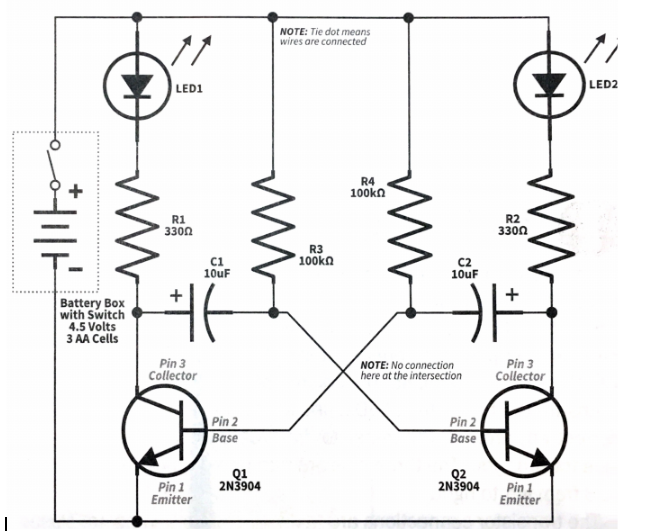 NOTE: Tie dot means
wires are connected
LED1
LED2
R1
330Ω
R3
100kΩ
R4
100kΩ
R2
330Ω
C1
10uF
C2
10uF
+
−
+
+
Battery Box
with Switch
4.5 Volts
3 AA Cells
NOTE: No connection
here at the intersection
Pin 3
Collector
Pin 2
Base
Pin 1
Emitter
Q1
2N3904
Pin 3
Collector
Pin 2
Base
Pin 1
Emitter
Q2
2N3904